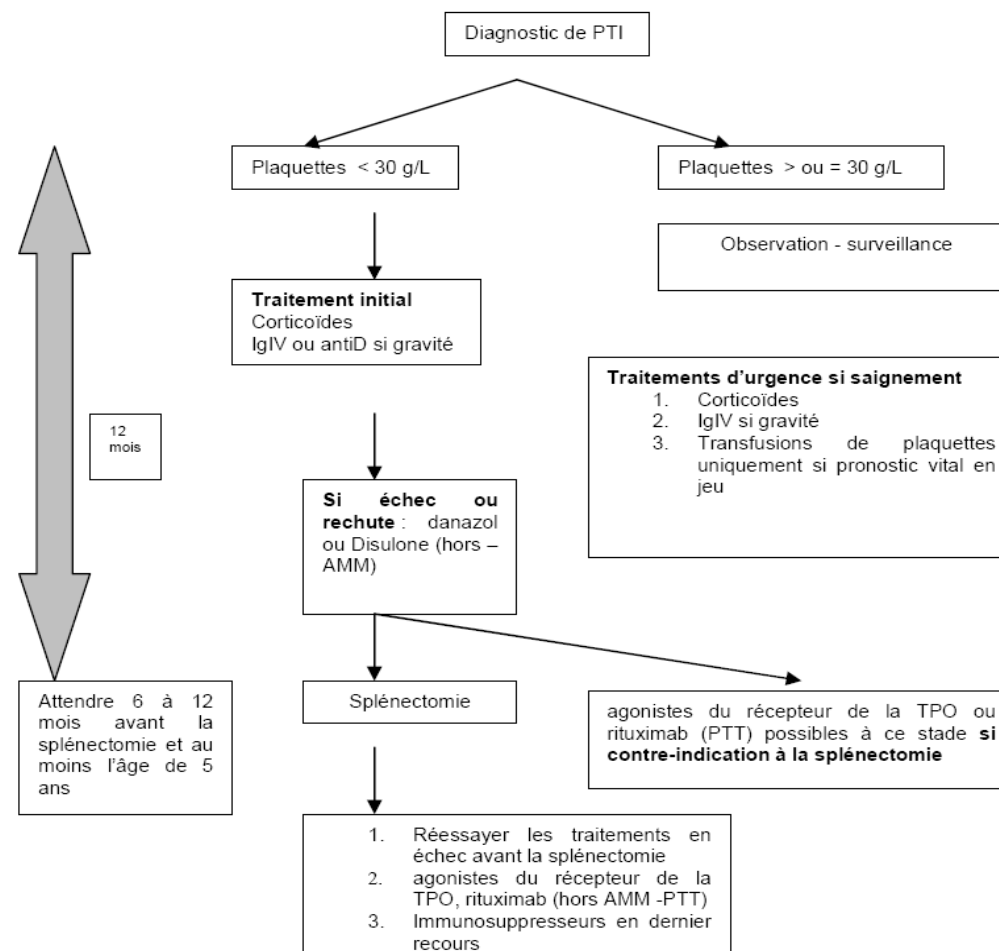 Diagnostic de PTI
Plaquettes < 30 g/L
Plaquettes > ou = 30 g/L
Observation - surveillance
Traitement initial
Corticoïdes
IgIV ou antiD si gravité
Traitements d'urgence si saignement
1. Corticoïdes
2. IgIV si gravité
3. Transfusions de plaquettes
uniquement si pronostic vital en
jeu
12
mois
Si échec ou
rechute : danazol
ou Disulone (hors –
AMM)
Attendre 6 à 12
mois avant la
splénectomie et au
moins l'âge de 5
ans
Splénectomie
agonistes du récepteur de la TPO ou
rituximab (PTT) possibles à ce stade si
contre-indication à la splénectomie
1. Réessayer les traitements en
échec avant la splénectomie
2. agonistes du récepteur de la
TPO, rituximab (hors AMM -PTT)
3. Immunosuppresseurs en dernier
recours